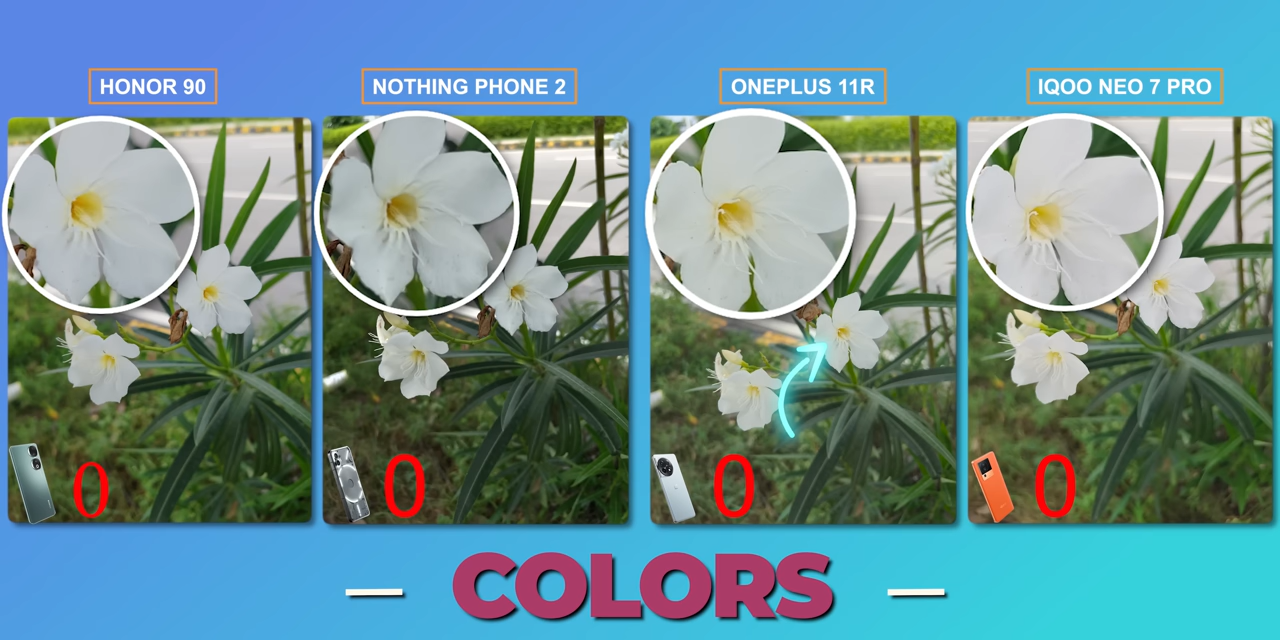 HONOR 90
NOTHING PHONE 2
ONEPLUS 11R
IQOO NEO 7 PRO
0
0
0
0
COLORS